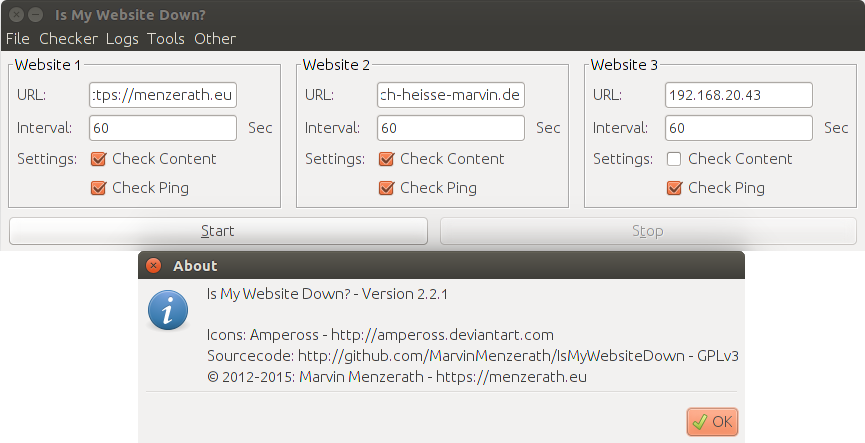 Is My Website Down?
File Checker Logs Tools Other
Website 1 Website 2 Website 3
URL: ttps://menzerath.eu URL: ch-heisse-marvin.de URL: 192.168.20.43
Interval: 60 Sec Interval: 60 Sec Interval: 60 Sec
Settings: Check Content Settings: Check Content Settings: Check Content
Check Ping Check Ping Check Ping
Start Stop
About
Is My Website Down? - Version 2.2.1
Icons: Ampeross - http://ampeross.deviantart.com
Sourcecode: http://github.com/MarvinMenzerath/IsMyWebsiteDown - GPLv3
© 2012-2015: Marvin Menzerath - https://menzerath.eu
OK